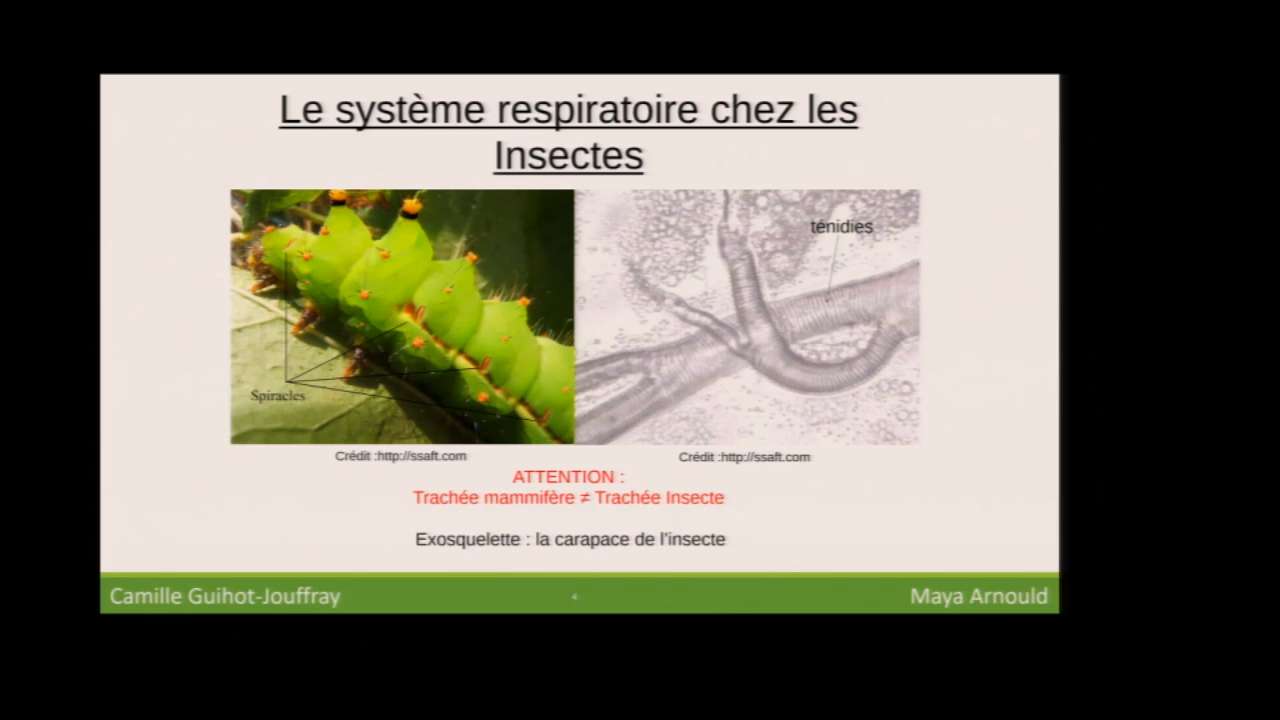 Le système respiratoire chez les
Insectes
ténidies
Spiracles
Crédit :http://ssaft.com
Crédit :http://ssaft.com
ATTENTION :
Trachée mammifère ≠ Trachée Insecte
Exosquelette : la carapace de l'insecte
Camille Guihot-Jouffray
Maya Arnould